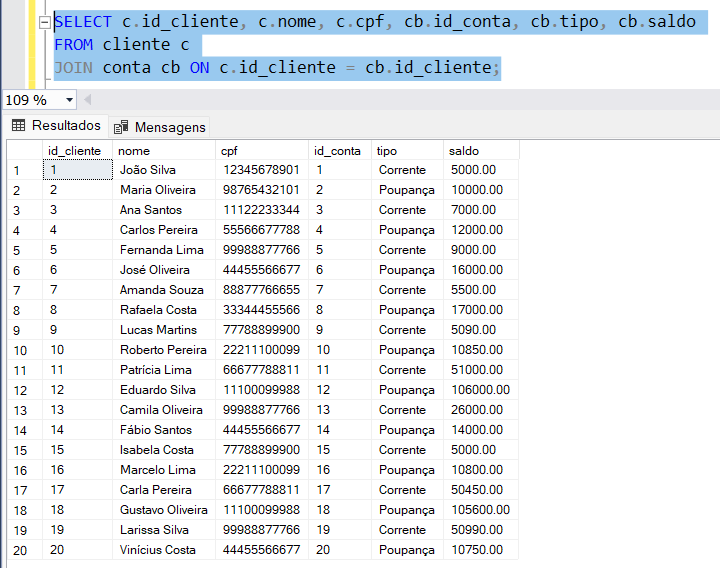 SELECT c.id_cliente, c.nome, c.cpf, cb.id_conta, cb.tipo, cb.saldo
FROM cliente c
JOIN conta cb ON c.id_cliente = cb.id_cliente;
109 %
Resultados Mensagens
id_cliente nome cpf id_conta tipo saldo
1 1 João Silva 12345678901 1 Corrente 5000.00
2 2 Maria Oliveira 98765432101 2 Poupança 10000.00
3 3 Ana Santos 11122233344 3 Corrente 7000.00
4 4 Carlos Pereira 55566677788 4 Poupança 12000.00
5 5 Fernanda Lima 99988877766 5 Corrente 9000.00
6 6 José Oliveira 44455566677 6 Poupança 16000.00
7 7 Amanda Souza 88877766655 7 Corrente 5500.00
8 8 Rafaela Costa 33344455566 8 Poupança 17000.00
9 9 Lucas Martins 77788899900 9 Corrente 5090.00
10 10 Roberto Pereira 22211100099 10 Poupança 10850.00
11 11 Patrícia Lima 66677788811 11 Corrente 51000.00
12 12 Eduardo Silva 11100099988 12 Poupança 106000.00
13 13 Camila Oliveira 99988877766 13 Corrente 26000.00
14 14 Fábio Santos 44455566677 14 Poupança 14000.00
15 15 Isabela Costa 77788899900 15 Corrente 5000.00
16 16 Marcelo Lima 22211100099 16 Poupança 10800.00
17 17 Carla Pereira 66677788811 17 Corrente 50450.00
18 18 Gustavo Oliveira 11100099988 18 Poupança 105600.00
19 19 Larissa Silva 99988877766 19 Corrente 50990.00
20 20 Vinícius Costa 44455566677 20 Poupança 10750.00